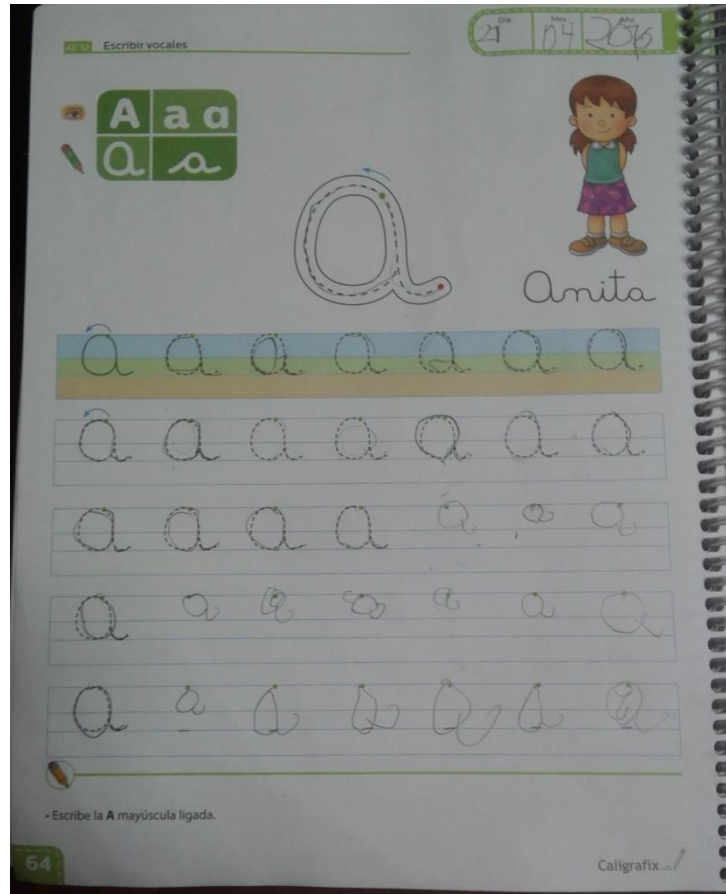 AE 12 Escribir vocales
Día Mes Año
21 04 2016
A a ɑ
A a
a
Anita
a a a a a a a
a a a a a a a
a a a a a a a
a a a a a a a
a a a a a a a
• Escribe la A mayúscula ligada.
64
Caligrafix